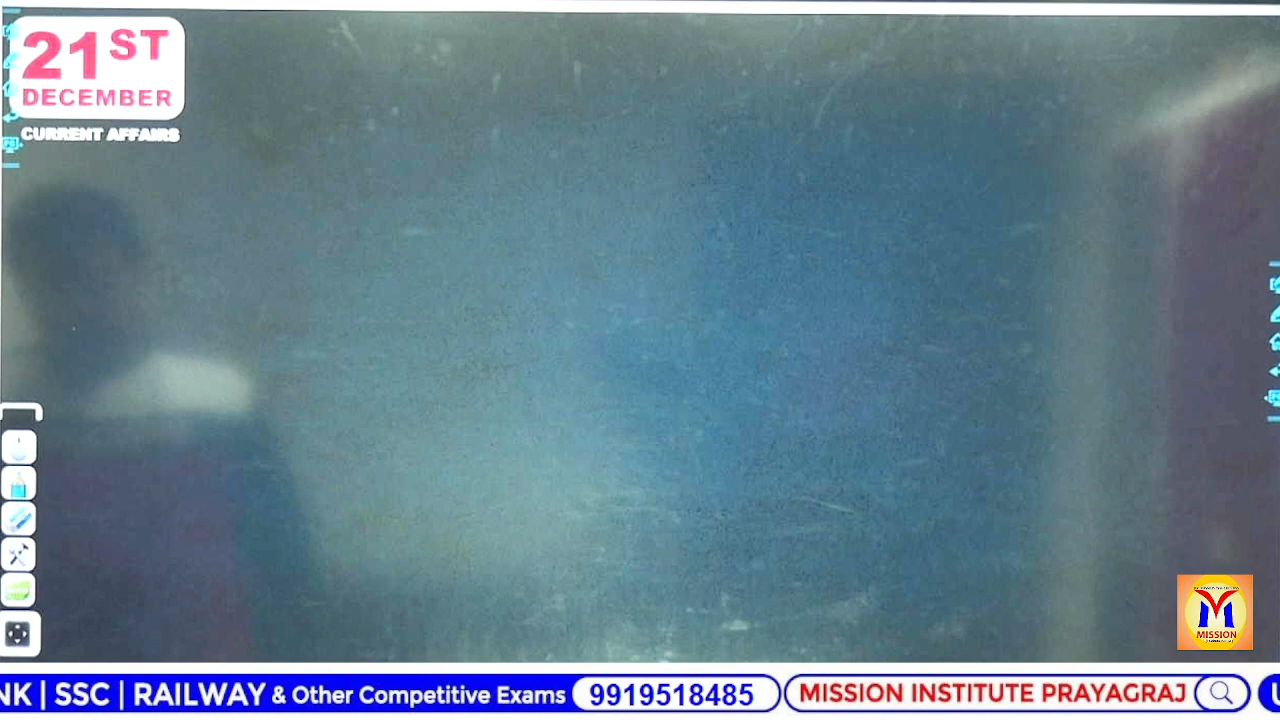 21ST
DECEMBER
CURRENT AFFAIRS
MISSION
NK | SSC | RAILWAY & Other Competitive Exams 9919518485 MISSION INSTITUTE PRAYAGRAJ